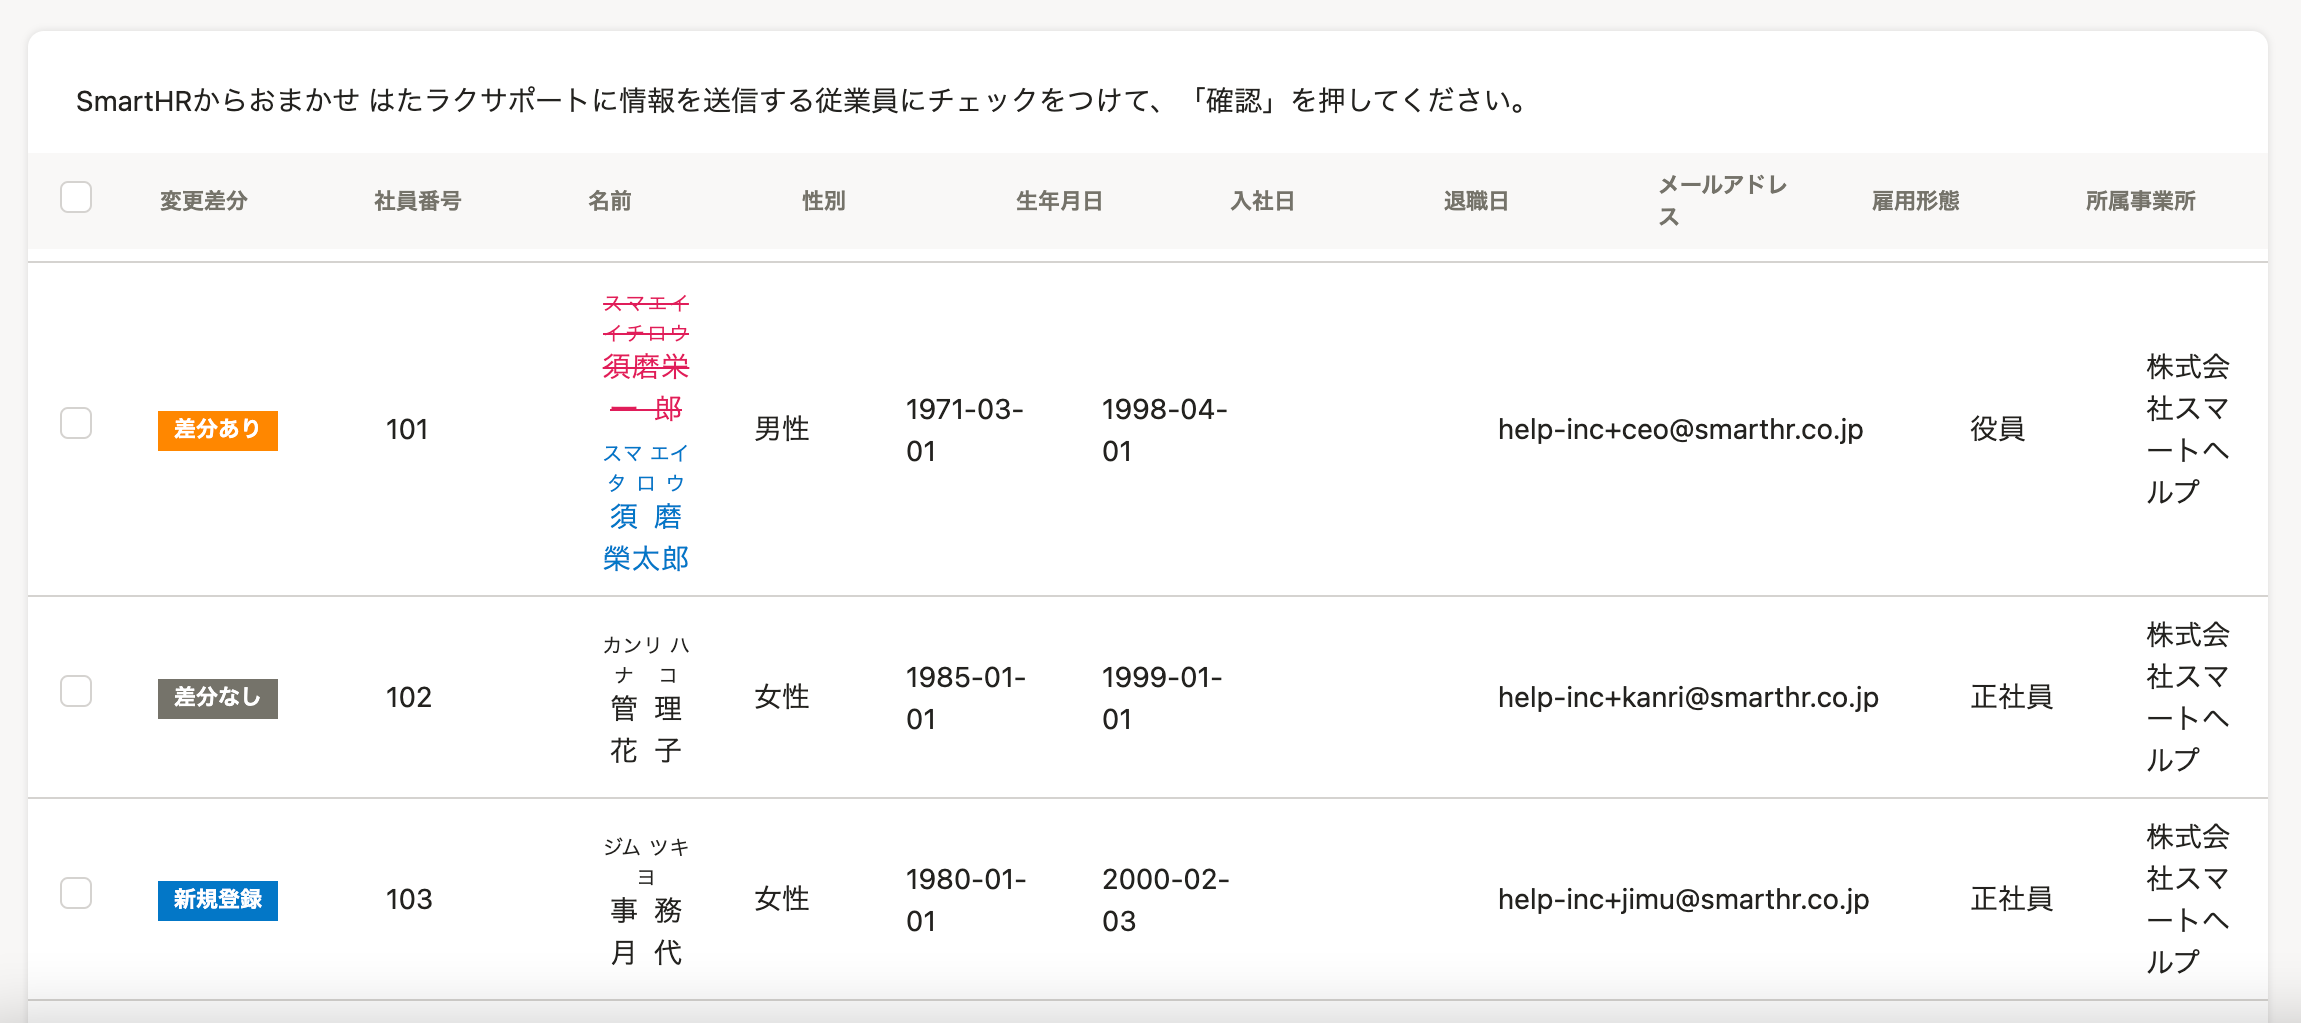 SmartHRからおまかせ はたラクサポートに情報を送信する従業員にチェックをつけて、「確認」を押してください。
変更差分 社員番号 名前 性別 生年月日 入社日 退職日 メールアドレ
ス 雇用形態 所属事業所
スマエイ
イチロウ
須磨栄
一 郎
スマ エイ
タ ロ ウ
須 磨
榮太郎
差分あり
101
男性
1971-03-
01
1998-04-
01
help-inc+ceo@smarthr.co.jp
役員
株式会
社スマ
ートヘ
ルプ
差分なし
102
カンリ ハ
ナ コ
管 理
花 子
女性
1985-01-
01
1999-01-
01
help-inc+kanri@smarthr.co.jp
正社員
株式会
社スマ
ートヘ
ルプ
新規登録
103
ジム ツキ
ヨ
事 務
月 代
女性
1980-01-
01
2000-02-
03
help-inc+jimu@smarthr.co.jp
正社員
株式会
社スマ
ートヘ
ルプ